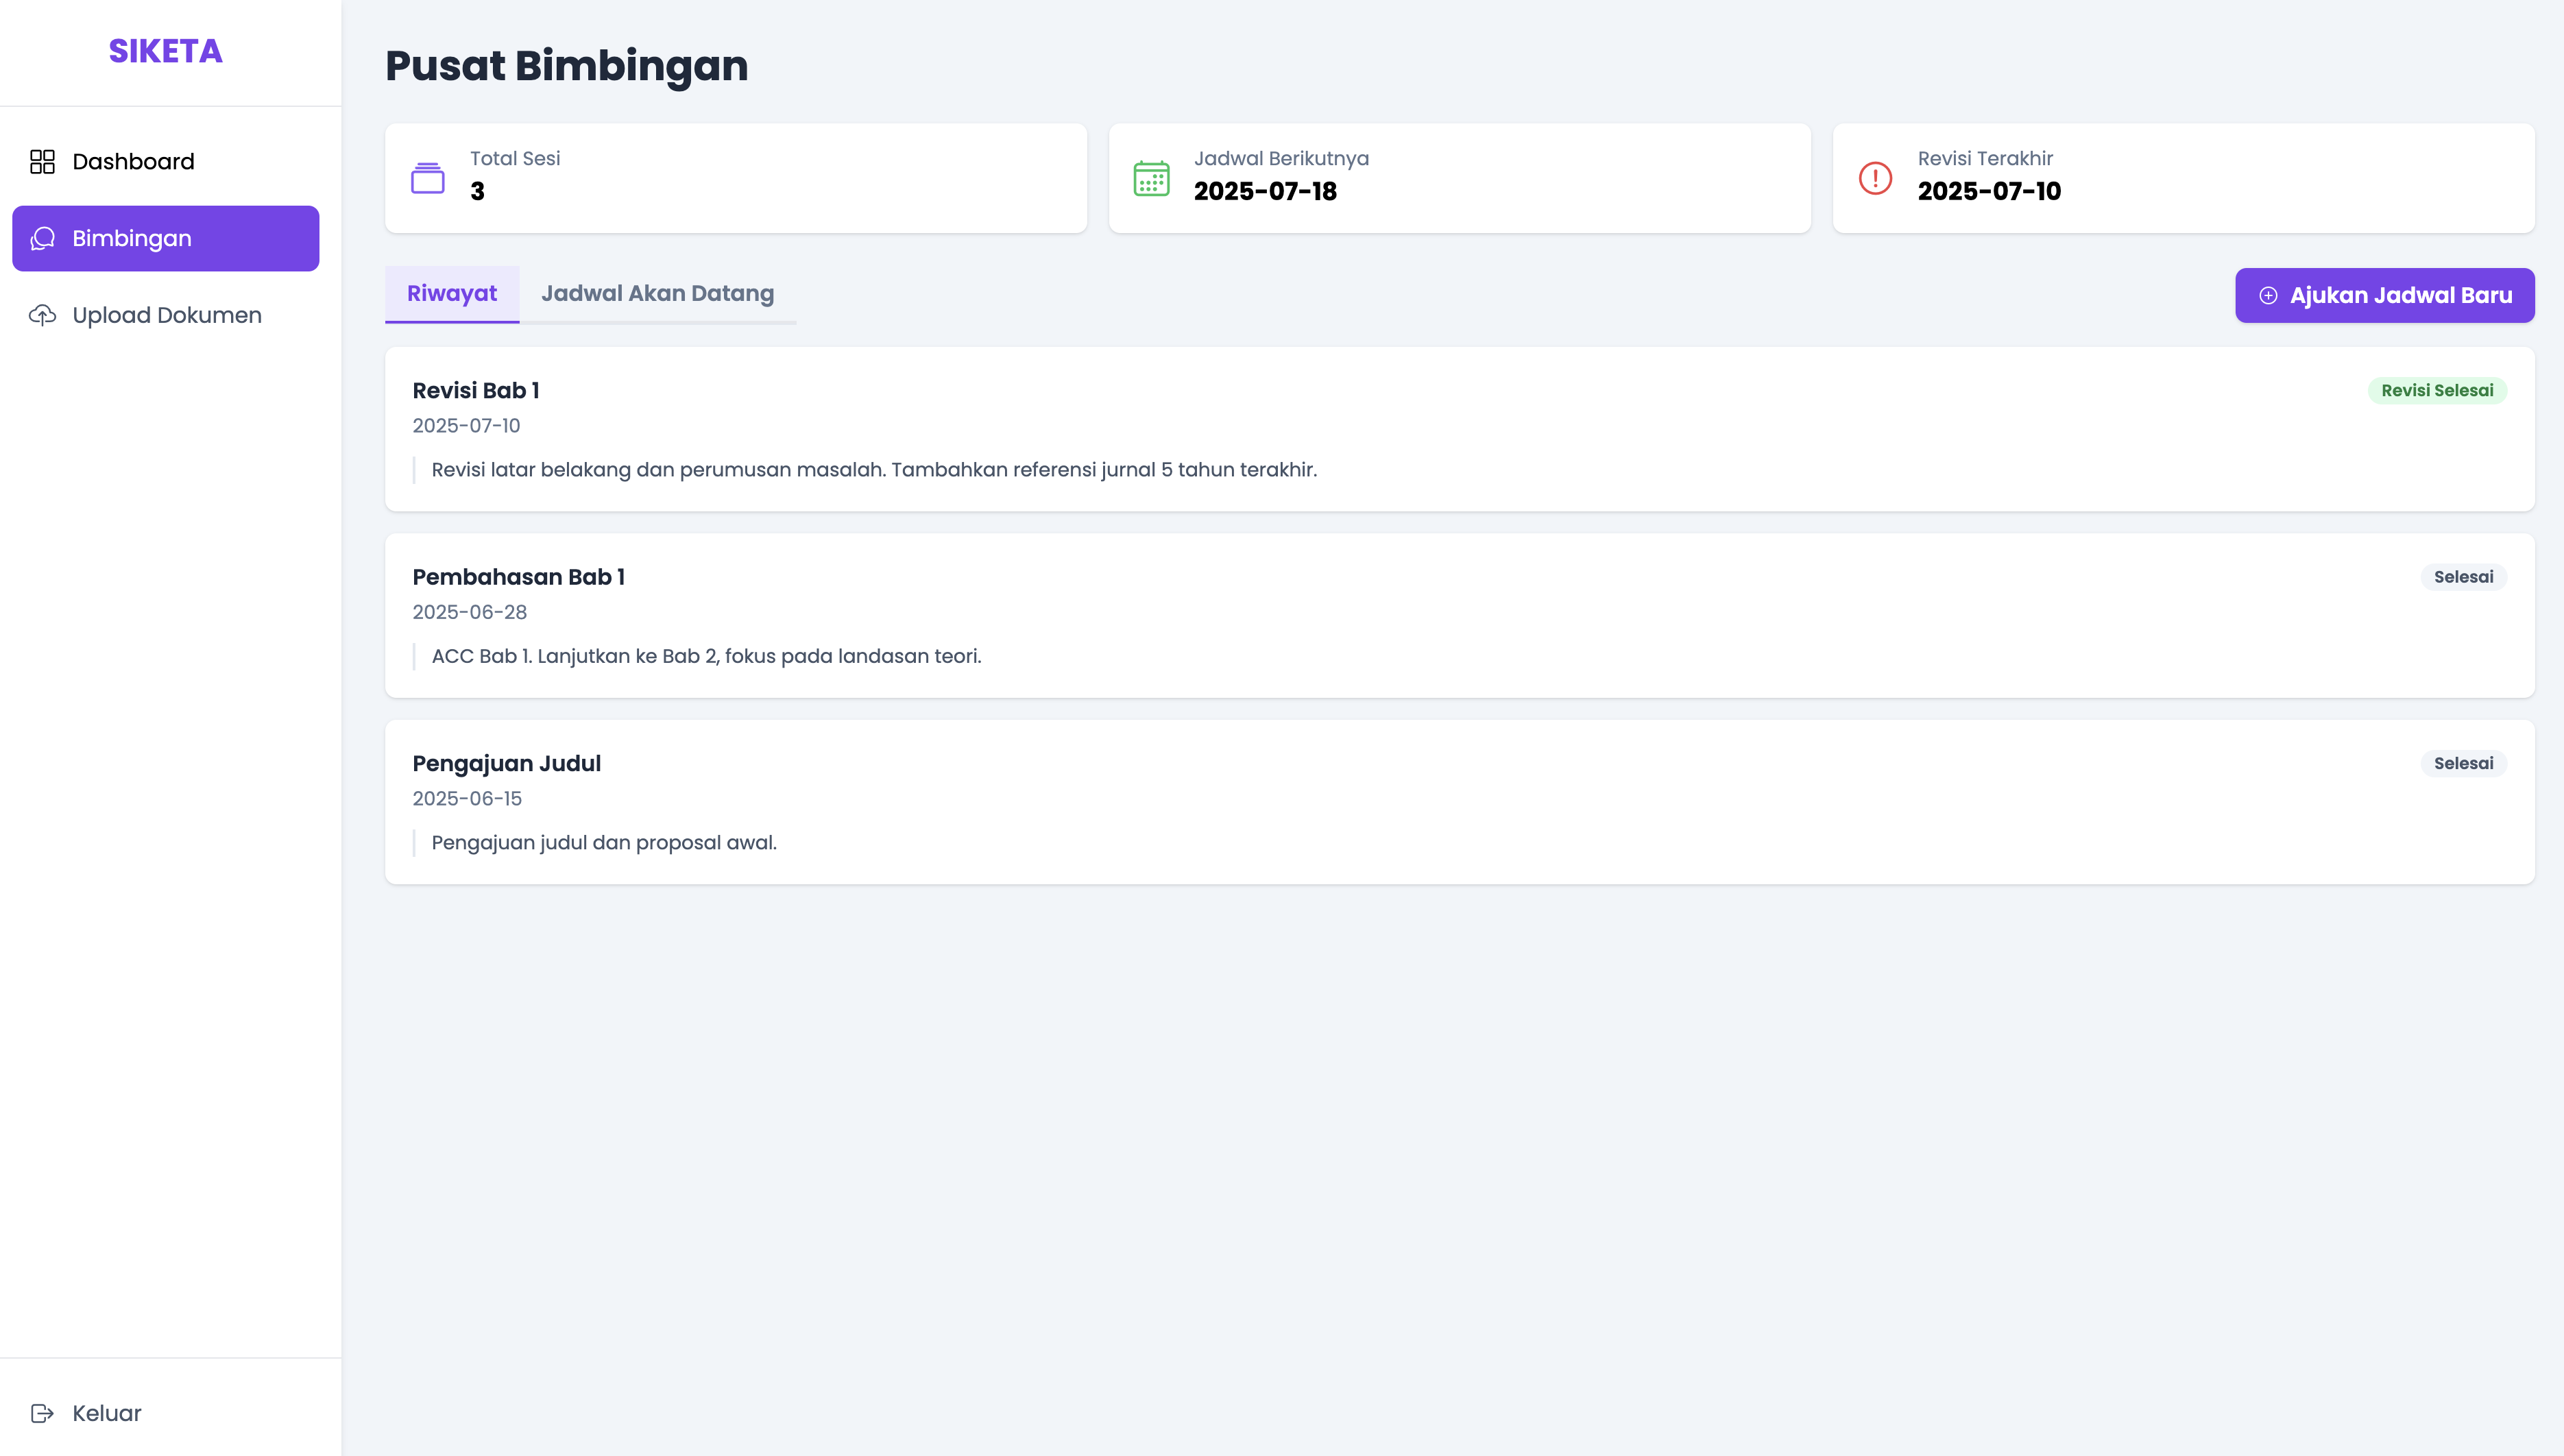 SIKETA
Dashboard
Bimbingan
Upload Dokumen
Keluar
Pusat Bimbingan
Total Sesi
3
Jadwal Berikutnya
2025-07-18
Revisi Terakhir
2025-07-10
Riwayat
Jadwal Akan Datang
Ajukan Jadwal Baru
Revisi Bab 1
Revisi Selesai
2025-07-10
Revisi latar belakang dan perumusan masalah. Tambahkan referensi jurnal 5 tahun terakhir.
Pembahasan Bab 1
Selesai
2025-06-28
ACC Bab 1. Lanjutkan ke Bab 2, fokus pada landasan teori.
Pengajuan Judul
Selesai
2025-06-15
Pengajuan judul dan proposal awal.